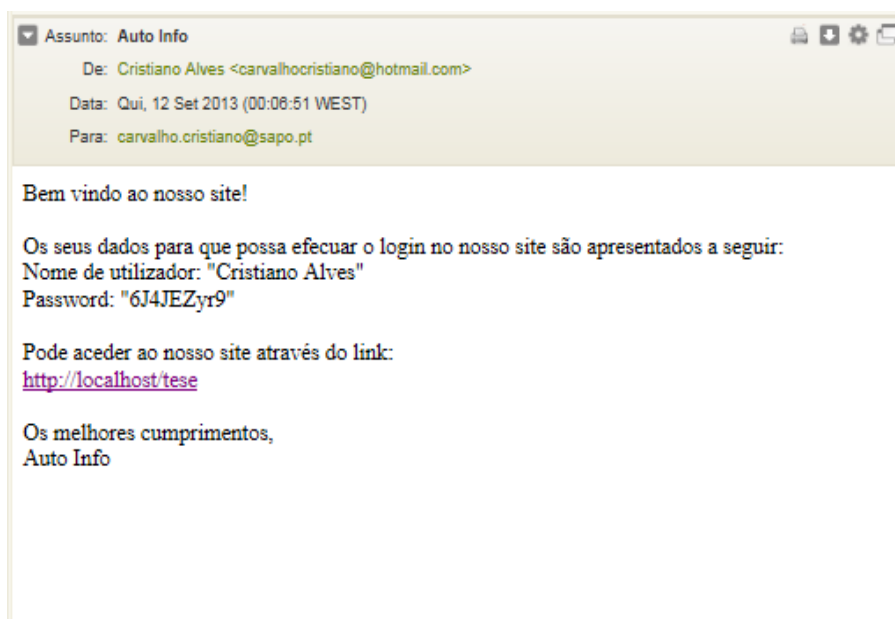 Assunto: Auto Info
De: Cristiano Alves <carvalhocristiano@hotmail.com>
Data: Qui, 12 Set 2013 (00:06:51 WEST)
Para: carvalho.cristiano@sapo.pt
Bem vindo ao nosso site!
Os seus dados para que possa efecuar o login no nosso site são apresentados a seguir:
Nome de utilizador: "Cristiano Alves"
Password: "6J4JEZyr9"
Pode aceder ao nosso site através do link:
http://localhost/tese
Os melhores cumprimentos,
Auto Info